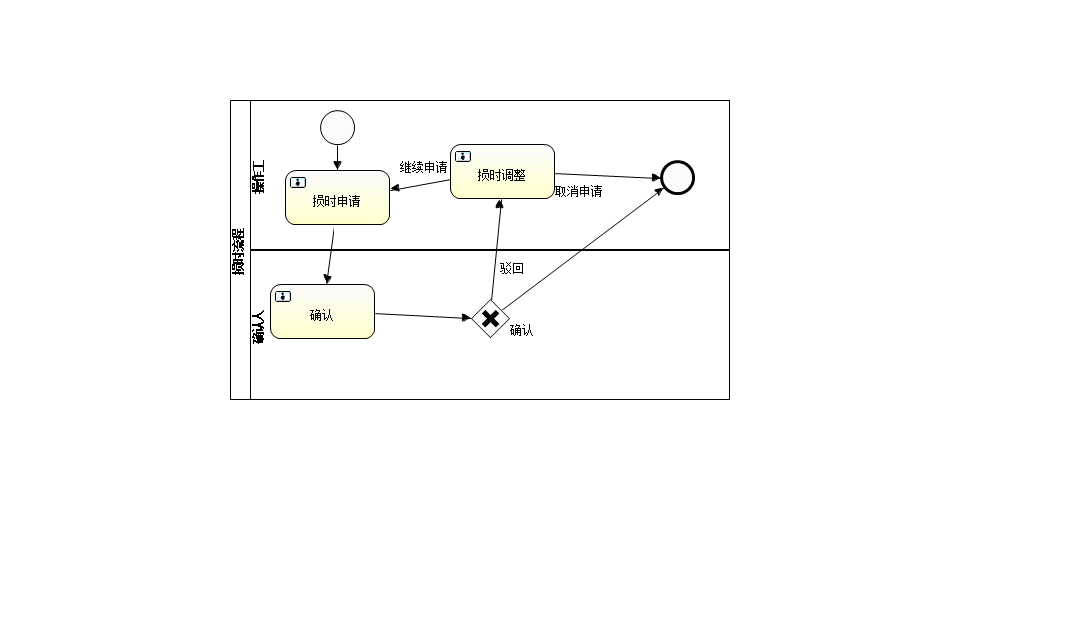 损时流程
操作工
损时申请
继续申请
损时调整
取消申请
确认人
确认
驳回
确认